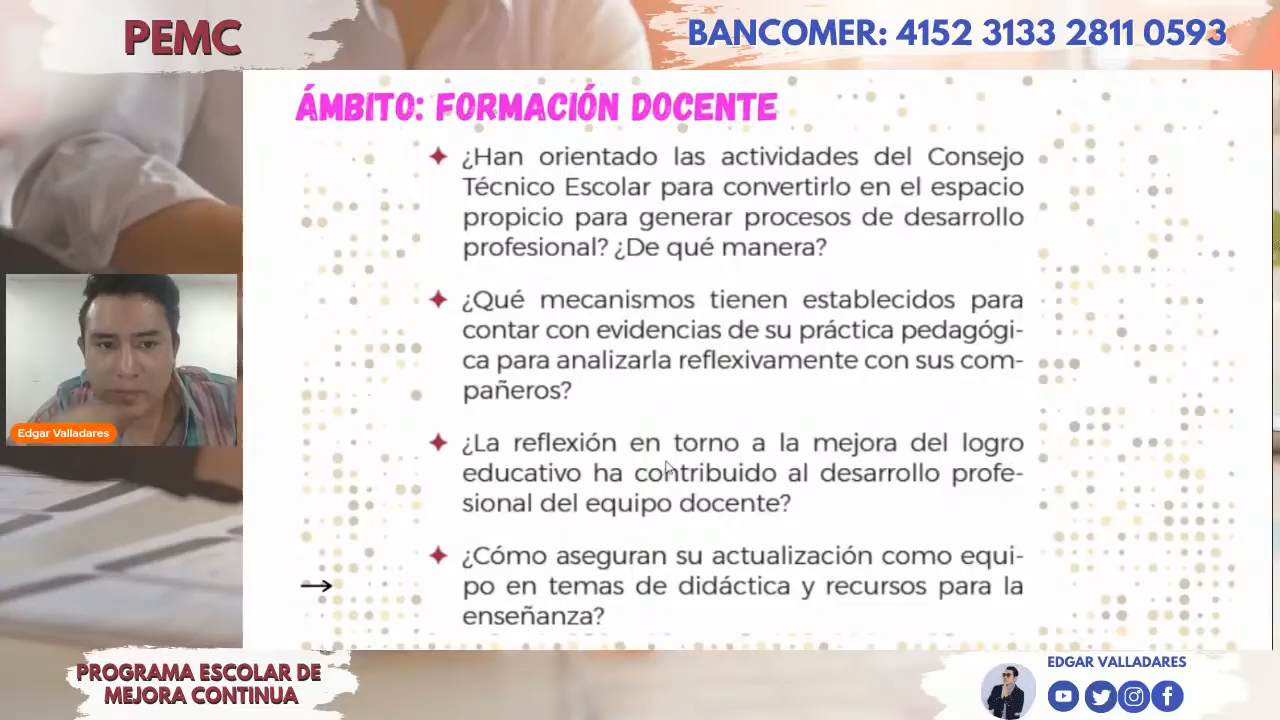 PEMC
BANCOMER: 4152 3133 2811 0593
ÁMBITO: FORMACIÓN DOCENTE
¿Han orientado las actividades del Consejo
Técnico Escolar para convertirlo en el espacio
propicio para generar procesos de desarrollo
profesional? ¿De qué manera?
¿Qué mecanismos tienen establecidos para
contar con evidencias de su práctica pedagógi-
ca para analizarla reflexivamente con sus com-
pañeros?
¿La reflexión en torno a la mejora del logro
educativo ha contribuido al desarrollo profe-
sional del equipo docente?
¿Cómo aseguran su actualización como equi-
po en temas de didáctica y recursos para la
enseñanza?
Edgar Valladares
PROGRAMA ESCOLAR DE
MEJORA CONTINUA
EDGAR VALLADARES